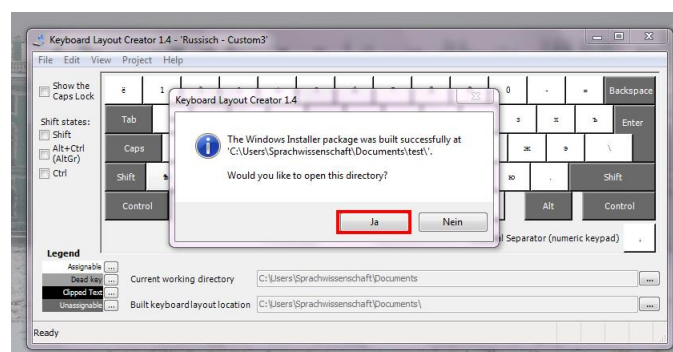 Keyboard Layout Creator 1.4 - 'Russisch - Custom3'
File Edit View Project Help
Show the
Caps Lock
Shift states:
Shift
Alt+Ctrl
(AltGr)
Ctrl
ё 1 0 - = Backspace
Tab з х ъ Enter
Caps ж э \
Shift ю . Shift
Control Alt Control
Keyboard Layout Creator 1.4
The Windows Installer package was built successfully at
'C:\Users\Sprachwissenschaft\Documents\test\'.
Would you like to open this directory?
Ja Nein
Separator (numeric keypad) ,
Legend
Assignable ...
Dead key ...
Clipped Text ...
Unassignable ...
Current working directory C:\Users\Sprachwissenschaft\Documents ...
Built keyboard layout location C:\Users\Sprachwissenschaft\Documents\ ...
Ready